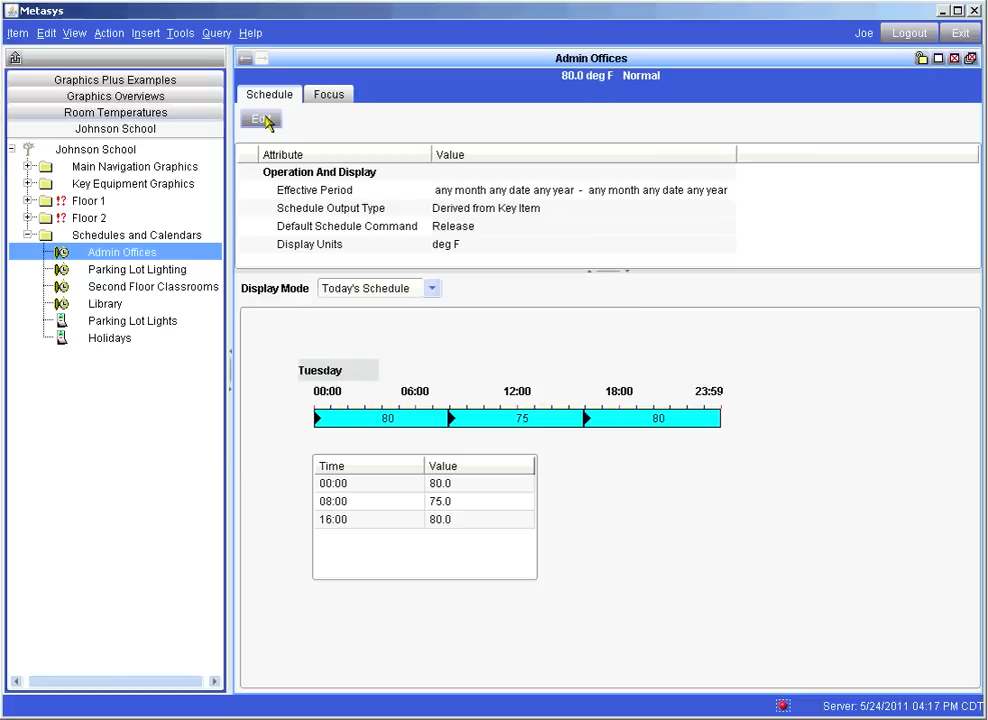 Metasys
Item Edit View Action Insert Tools Query Help Joe Logout Exit
Graphics Plus Examples
Graphics Overviews
Room Temperatures
Johnson School
Johnson School
Main Navigation Graphics
Key Equipment Graphics
!? Floor 1
!? Floor 2
Schedules and Calendars
Admin Offices
Parking Lot Lighting
Second Floor Classrooms
Library
Parking Lot Lights
Holidays
Admin Offices
80.0 deg F Normal
Schedule Focus
Attribute Value
Operation And Display
Effective Period any month any date any year - any month any date any year
Schedule Output Type Derived from Key Item
Default Schedule Command Release
Display Units deg F
Display Mode Today's Schedule
Tuesday
00:00 06:00 12:00 18:00 23:59
80 75 80
Time Value
00:00 80.0
08:00 75.0
16:00 80.0
Server: 5/24/2011 04:17 PM CDT